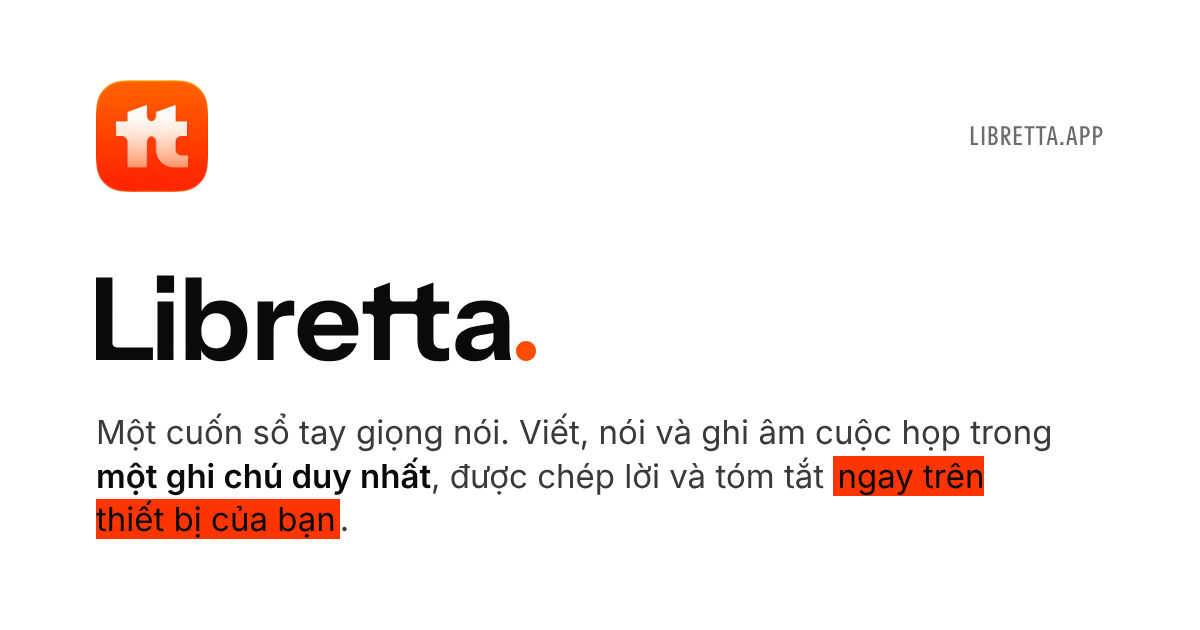 tt
LIBRETTA.APP
Libretta.
Một cuốn sổ tay giọng nói. Viết, nói và ghi âm cuộc họp trong
một ghi chú duy nhất, được chép lời và tóm tắt ngay trên
thiết bị của bạn.